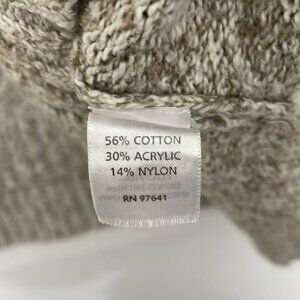 56% COTTON
30% ACRYLIC
14% NYLON
RN 97641